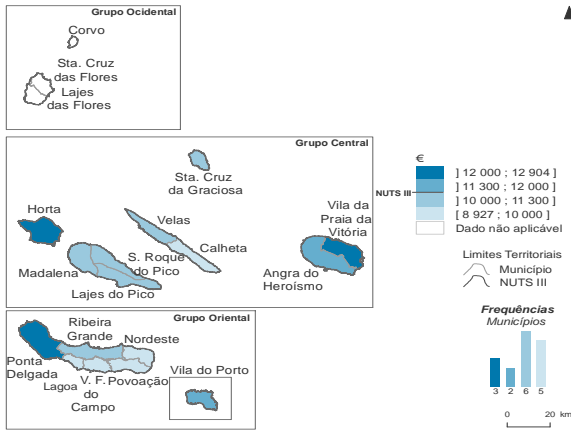 Grupo Ocidental
Corvo
Sta. Cruz
das Flores
Lajes
das Flores
Grupo Central
Sta. Cruz
da Graciosa
Horta
Velas
Vila da
Praia da
Vitória
Calheta
S. Roque
do Pico
Madalena
Lajes do Pico
Angra do
Heroísmo
Grupo Oriental
Ribeira
Grande
Nordeste
Ponta
Delgada
Lagoa
V. F.
do
Campo
Povoação
Vila do Porto
€
] 12 000 ; 12 904 ]
] 11 300 ; 12 000 ]
NUTS III
] 10 000 ; 11 300 ]
[ 8 927 ; 10 000 ]
Dado não aplicável
Limites Territoriais
Município
NUTS III
Frequências
Municípios
3 2 6 5
0 20 km